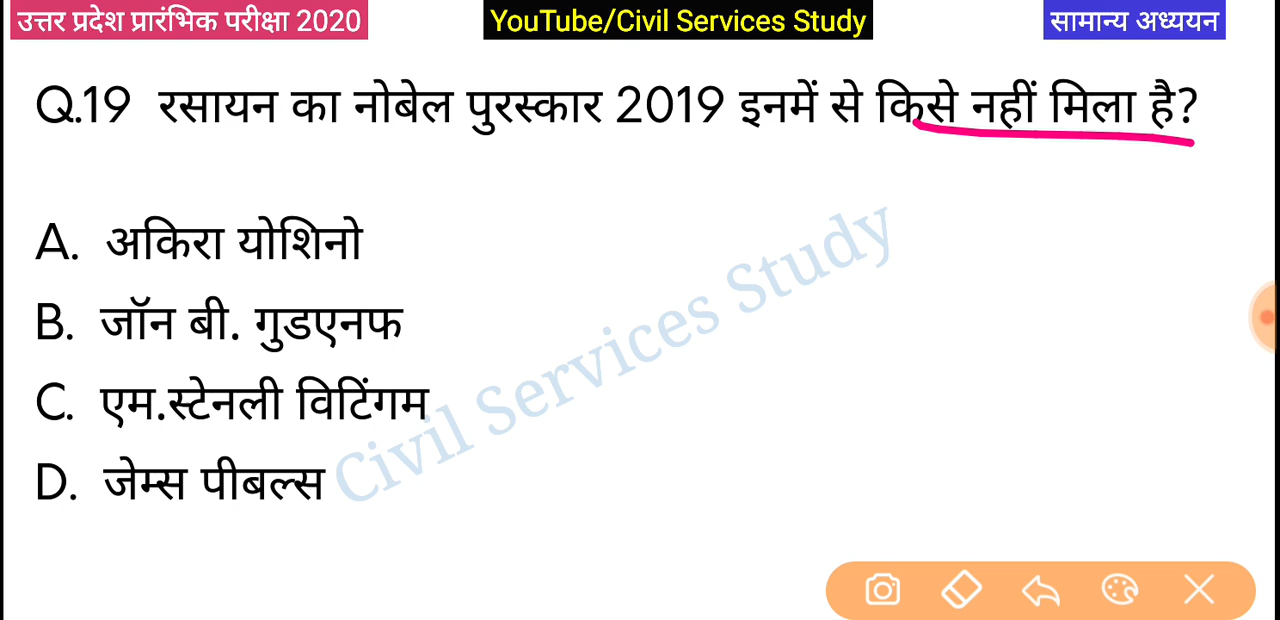 उत्तर प्रदेश प्रारंभिक परीक्षा 2020 YouTube/Civil Services Study सामान्य अध्ययन
Q.19 रसायन का नोबेल पुरस्कार 2019 इनमें से किसे नहीं मिला है?
A. अकिरा योशिनो
B. जॉन बी. गुडएनफ
C. एम.स्टेनली विटिंगम
D. जेम्स पीबल्स
Civil Services Study